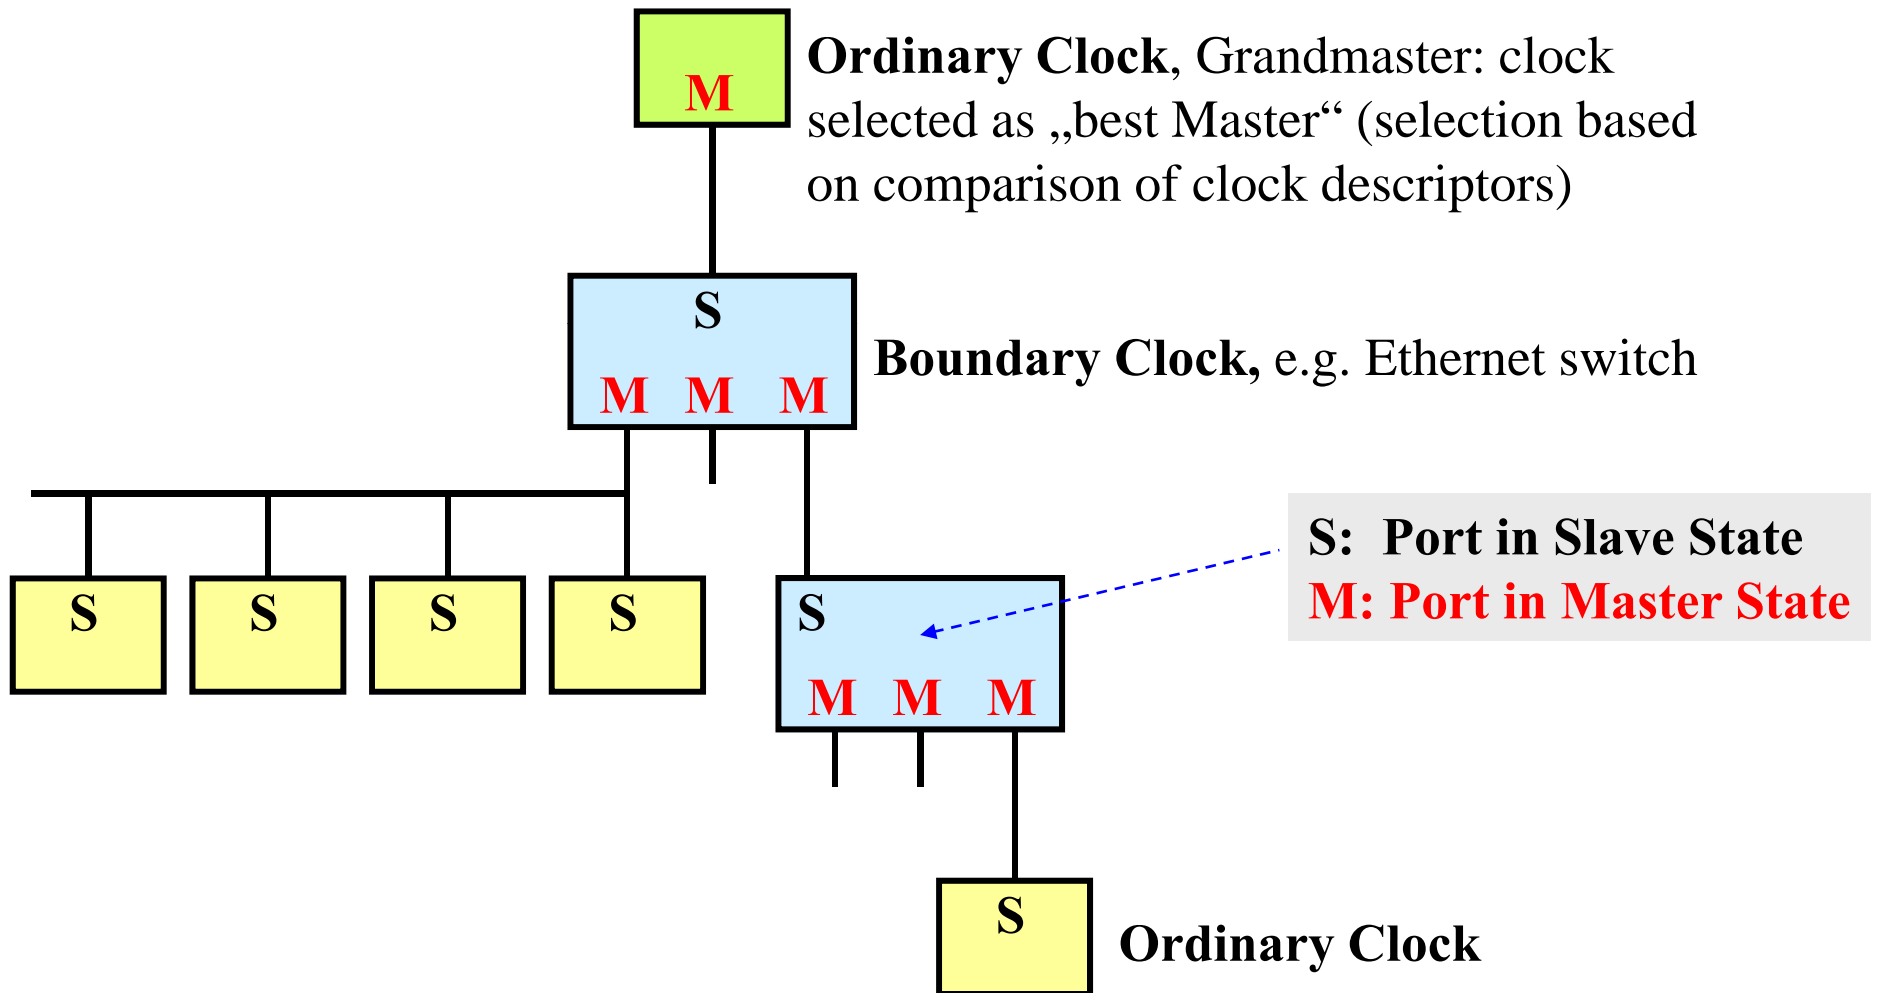 M
Ordinary Clock, Grandmaster: clock
selected as „best Master“ (selection based
on comparison of clock descriptors)
S
M M M
Boundary Clock, e.g. Ethernet switch
S: Port in Slave State
M: Port in Master State
S S S S
S
M M M
S
Ordinary Clock